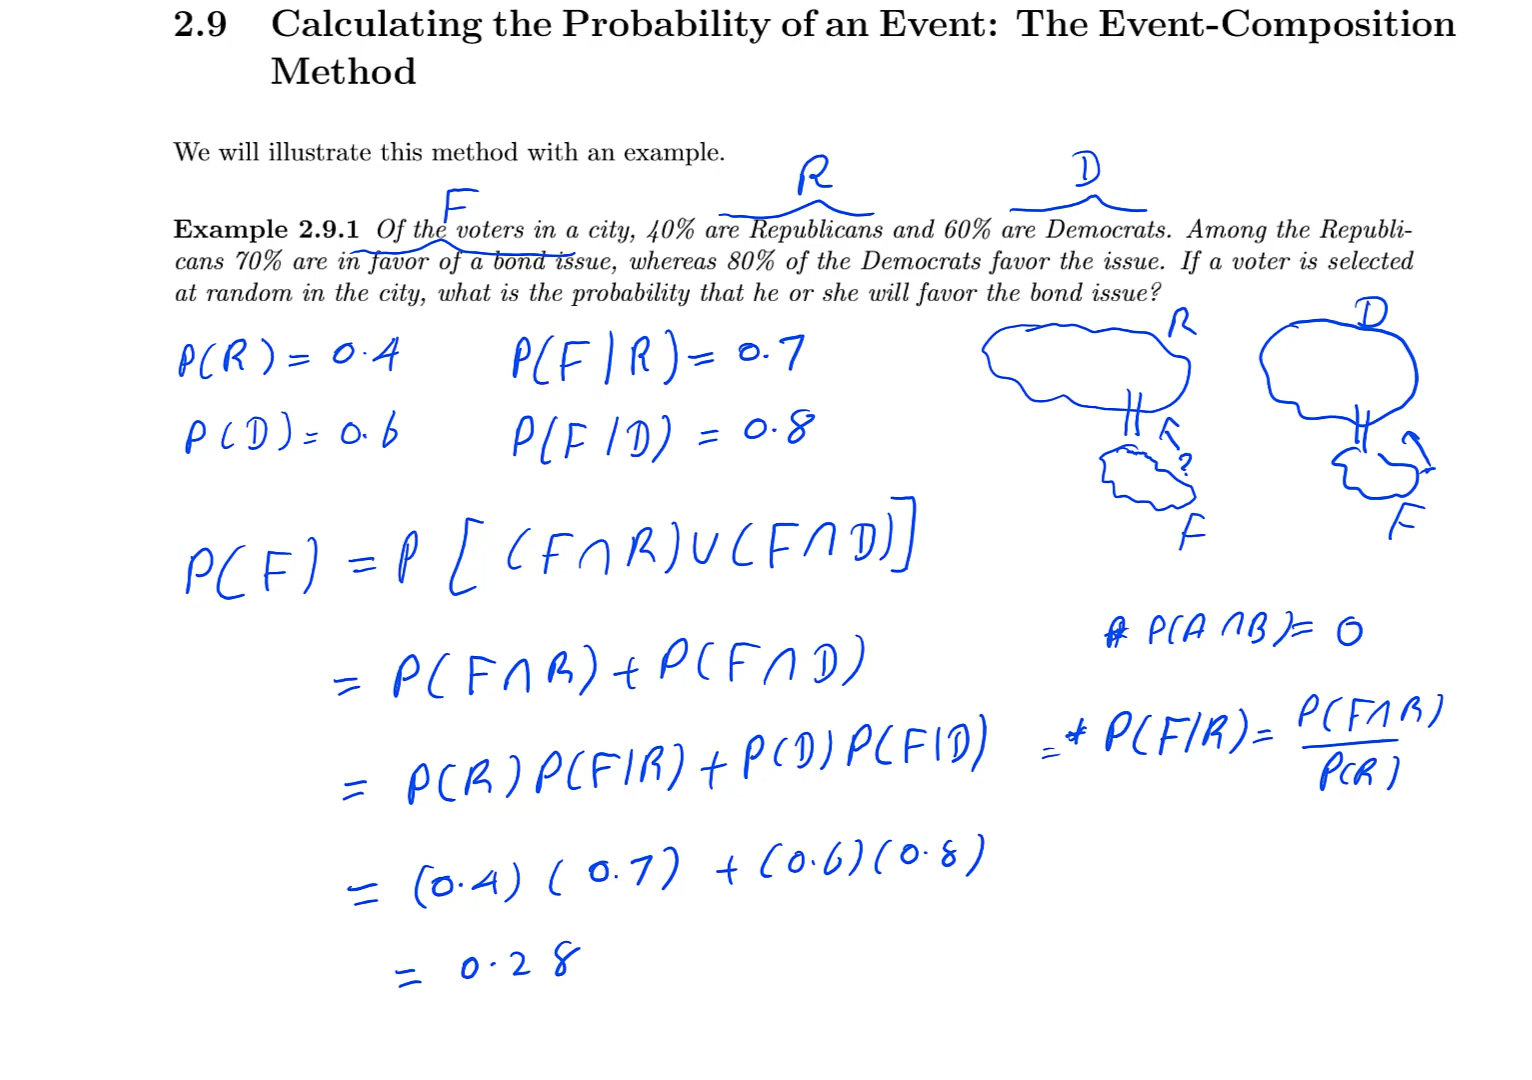 2.9 Calculating the Probability of an Event: The Event-Composition
Method
We will illustrate this method with an example.
F R D
Example 2.9.1 Of the voters in a city, 40% are Republicans and 60% are Democrats. Among the Republi-
cans 70% are in favor of a bond issue, whereas 80% of the Democrats favor the issue. If a voter is selected
at random in the city, what is the probability that he or she will favor the bond issue?
R D
P(R) = 0.4 P(F|R) = 0.7
P(D) = 0.6 P(F|D) = 0.8
?
F F
P(F) = P[(F∩R)∪(F∩D)]
* P(A∩B) = 0
= P(F∩R) + P(F∩D)
= P(R)P(F|R) + P(D)P(F|D) = * P(F|R) = P(F∩R)
P(R)
= (0.4)(0.7) + (0.6)(0.8)
= 0.28